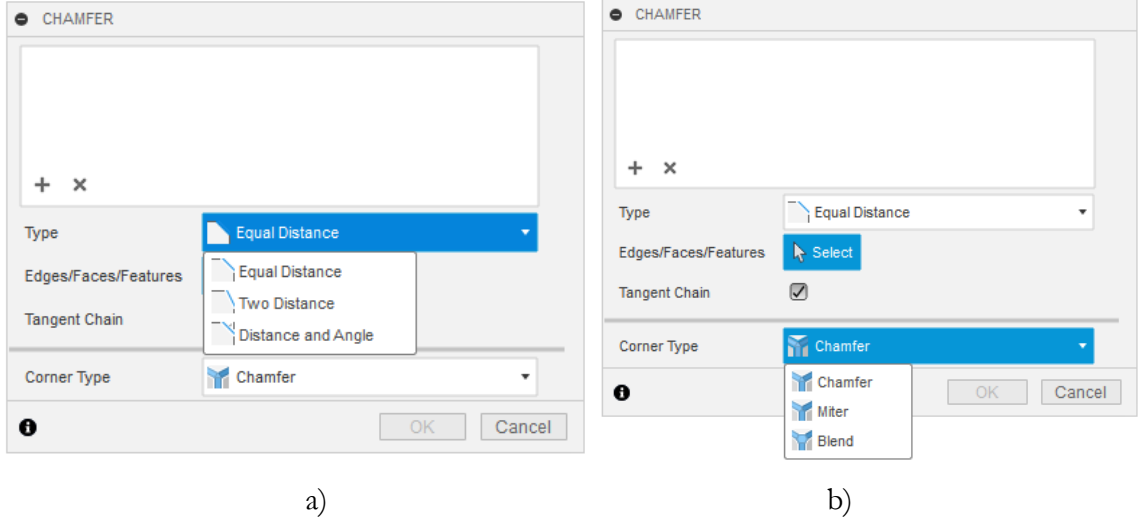 CHAMFER
+ ×
Type
Equal Distance
Equal Distance
Two Distance
Distance and Angle
Edges/Faces/Features
Tangent Chain
Corner Type
Chamfer
OK
Cancel
a)
CHAMFER
+ ×
Type
Equal Distance
Edges/Faces/Features
Select
Tangent Chain
Corner Type
Chamfer
Chamfer
Miter
Blend
OK
Cancel
b)